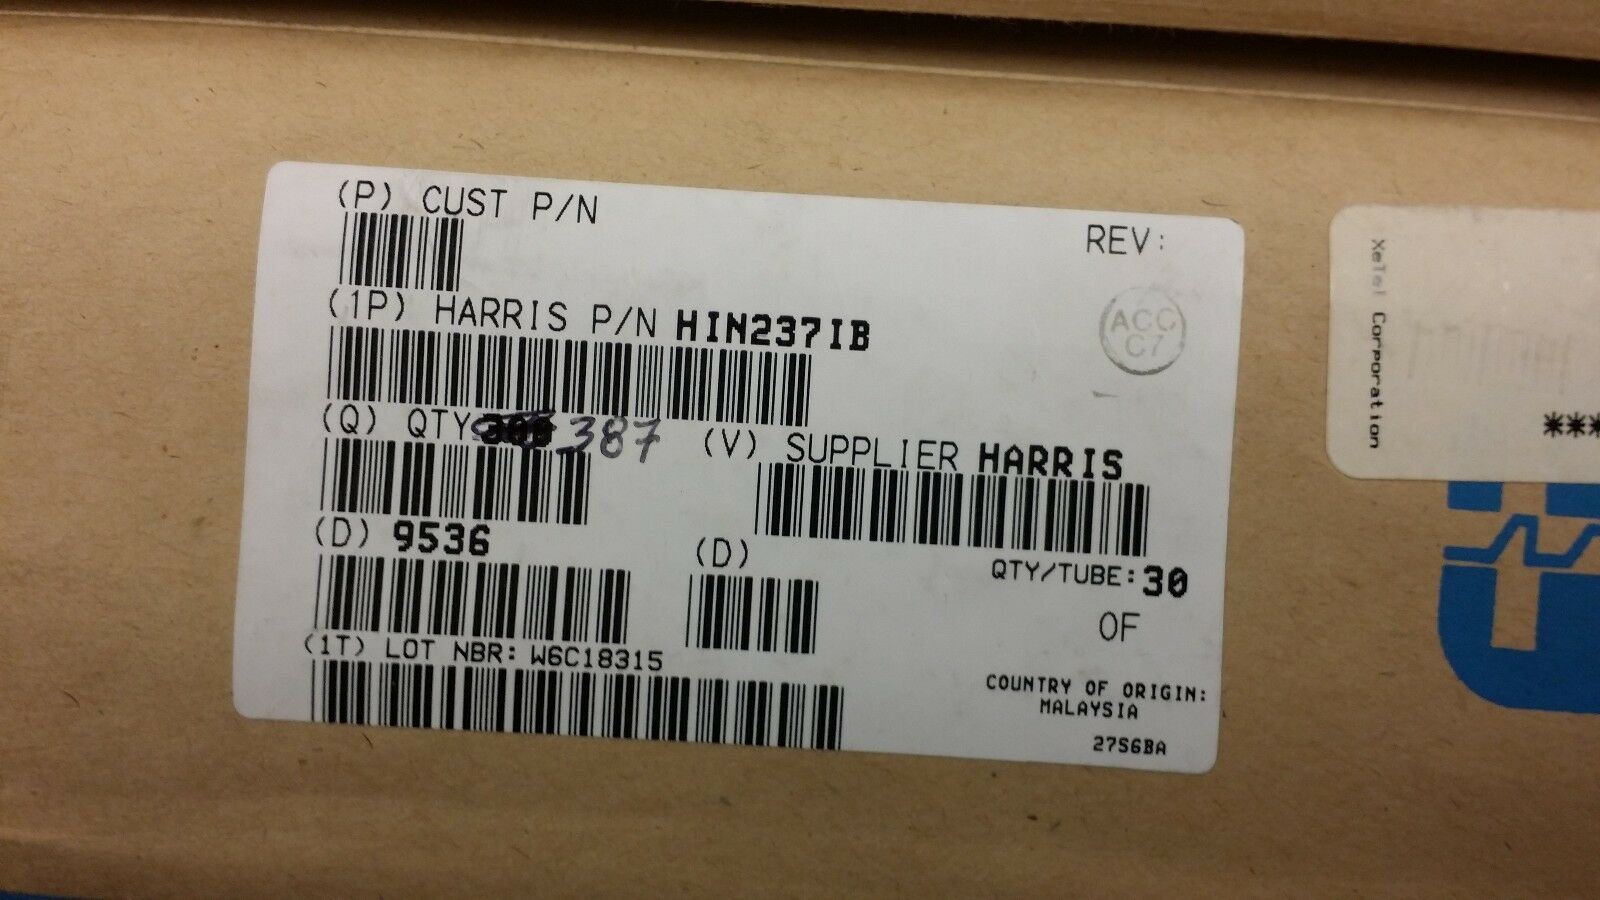 (P) CUST P/N
REV:
(1P) HARRIS P/N HIN237IB
ACC
C7
(Q) QTY 387
(V) SUPPLIER HARRIS
(D) 9536
(D)
QTY/TUBE: 30
OF
(1T) LOT NBR: W6C18315
COUNTRY OF ORIGIN:
MALAYSIA
27S6BA
XeTel Corporation
***